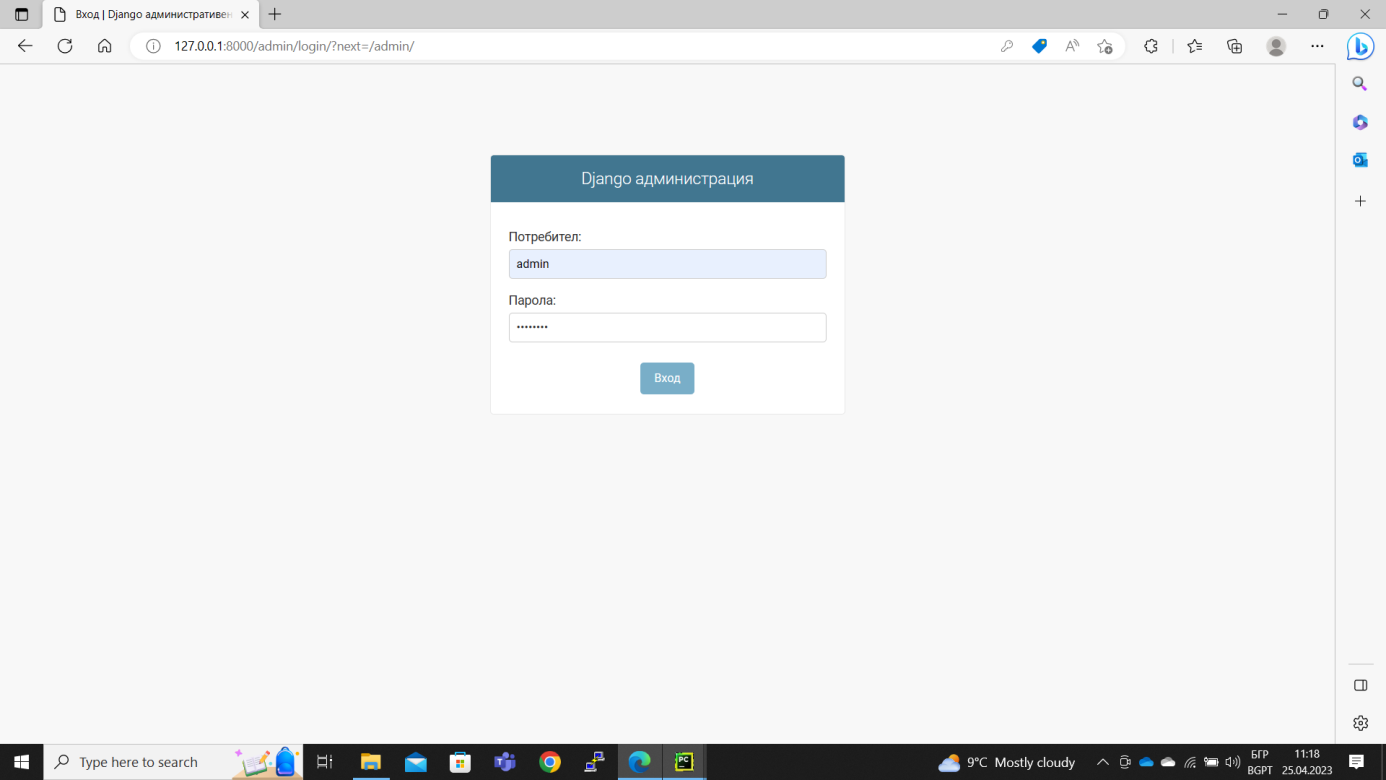 Вход | Django административен
127.0.0.1:8000/admin/login/?next=/admin/
Django администрация
Потребител:
admin
Парола:
••••••••
Вход
Type here to search
9°C Mostly cloudy
БГР
BGPT
11:18
25.04.2023